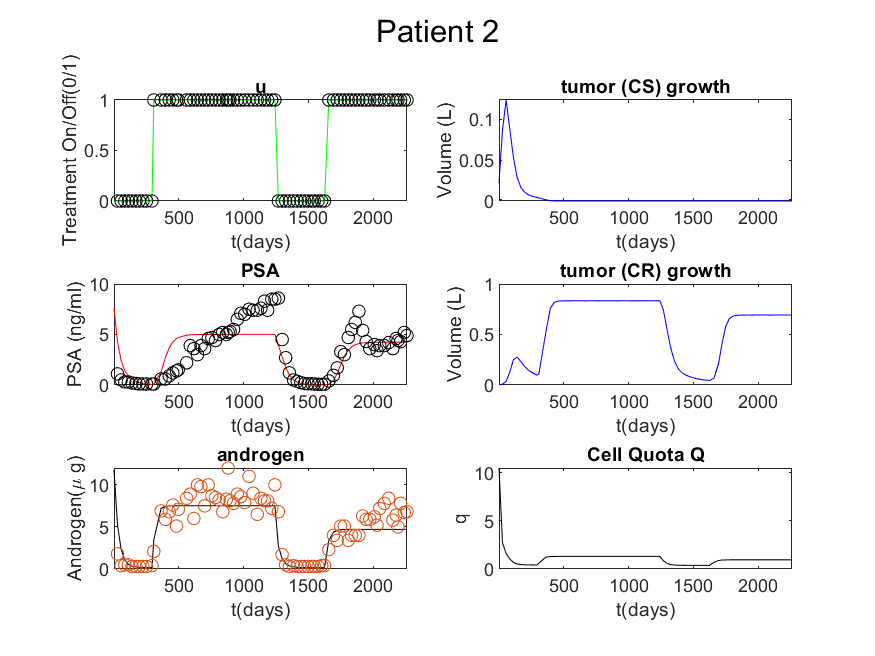 Patient 2
u
Treatment On/Off(0/1)
1
0.5
0
500 1000 1500 2000
t(days)
tumor (CS) growth
Volume (L)
0.1
0.05
0
500 1000 1500 2000
t(days)
PSA
PSA (ng/ml)
10
5
0
500 1000 1500 2000
t(days)
tumor (CR) growth
Volume (L)
1
0.5
0
500 1000 1500 2000
t(days)
androgen
Androgen(μ g)
10
5
0
500 1000 1500 2000
t(days)
Cell Quota Q
q
10
5
0
500 1000 1500 2000
t(days)